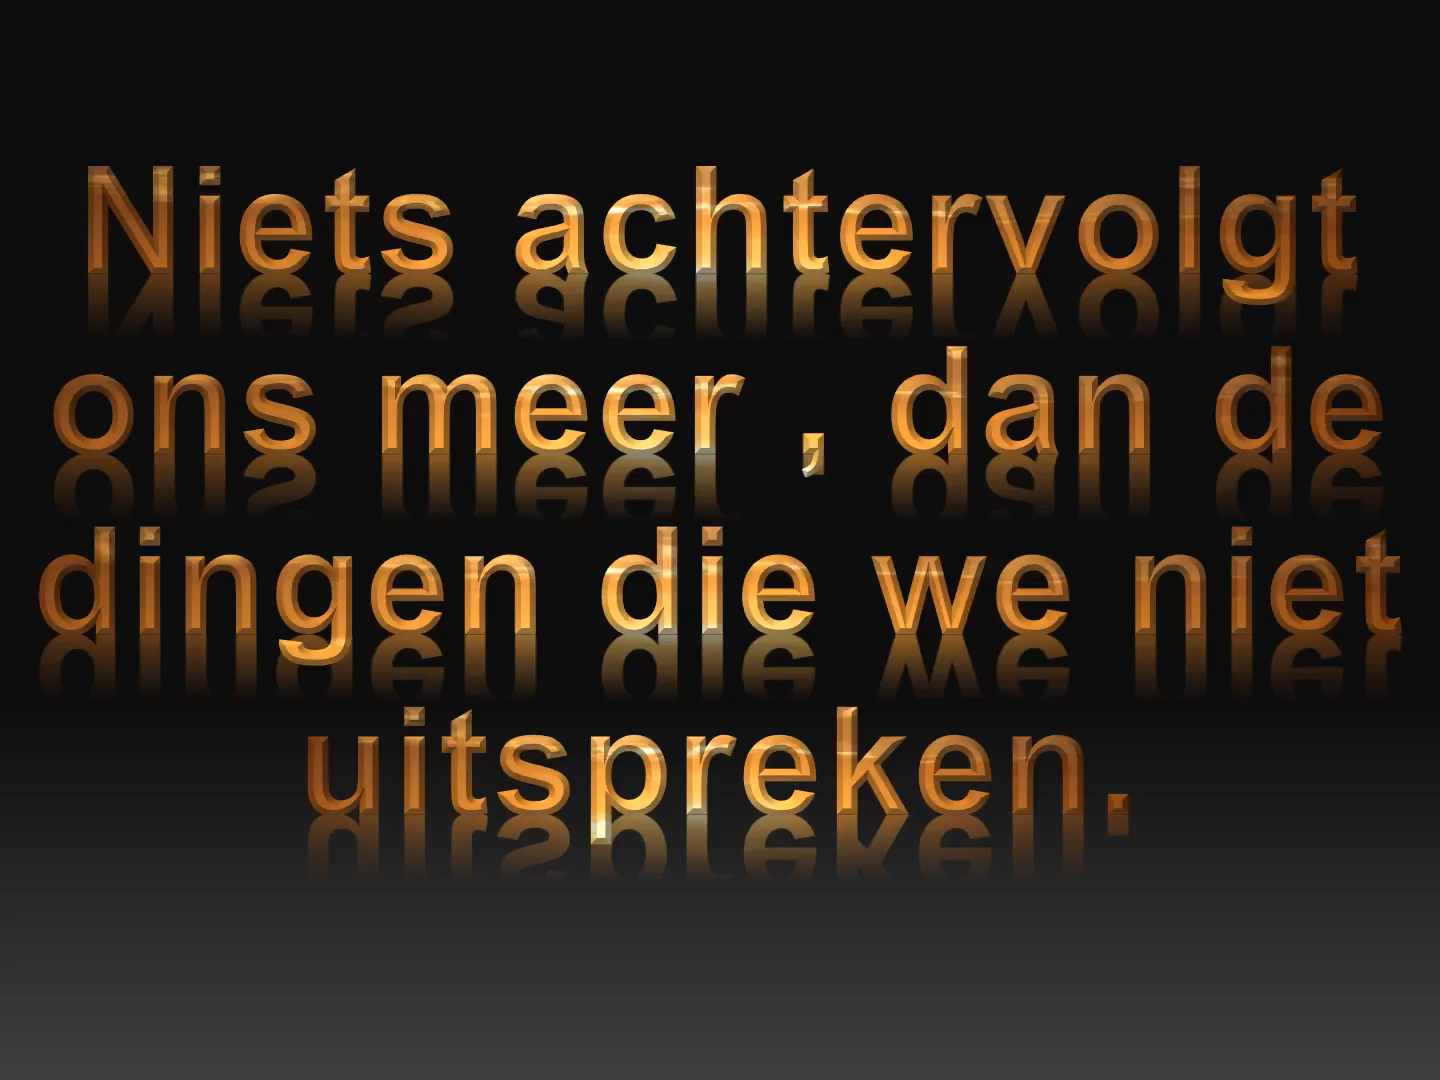 Niets achtervolgt
ons meer , dan de
dingen die we niet
uitspreken.